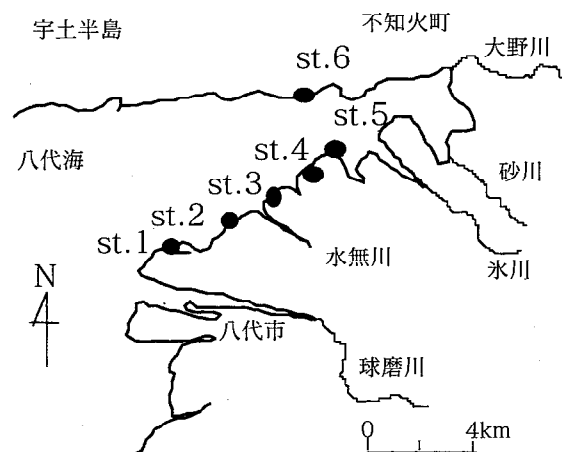 宇土半島
不知火町
大野川
st.6
st.5
八代海
st.4
砂川
st.3
st.2
st.1
水無川
氷川
N
八代市
球磨川
0 4km